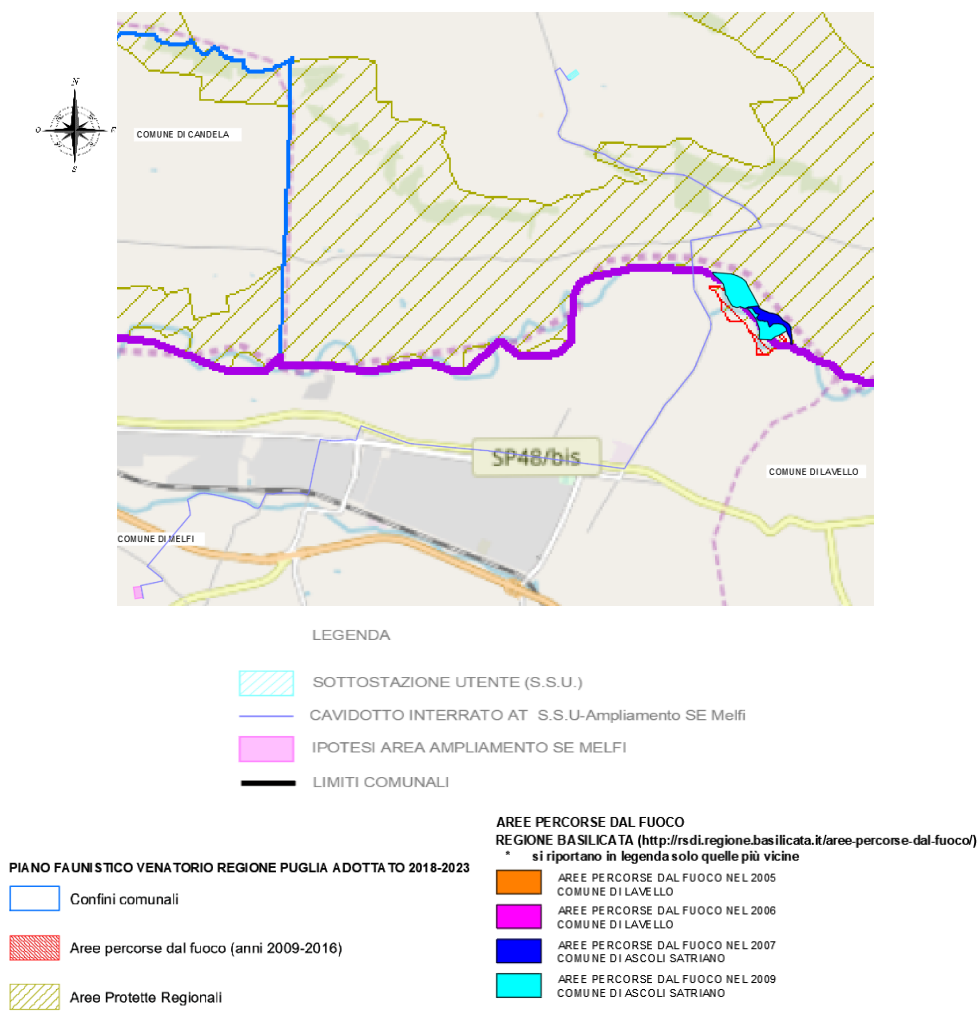 N
O
E
S
COMUNE DI CANDELA
SP48/bis
COMUNE DI LAVELLO
COMUNE DI MELFI
LEGENDA
SOTTOSTAZIONE UTENTE (S.S.U.)
CAVIDOTTO INTERRATO AT S.S.U-Ampliamento SE Melfi
IPOTESI AREA AMPLIAMENTO SE MELFI
LIMITI COMUNALI
PIANO FAUNISTICO VENATORIO REGIONE PUGLIA ADOTTATO 2018-2023
Confini comunali
Aree percorse dal fuoco (anni 2009-2016)
Aree Protette Regionali
AREE PERCORSE DAL FUOCO
REGIONE BASILICATA (http://rsdi.regione.basilicata.it/aree-percorse-dal-fuoco/)
* si riportano in legenda solo quelle più vicine
AREE PERCORSE DAL FUOCO NEL 2005
COMUNE DI LAVELLO
AREE PERCORSE DAL FUOCO NEL 2006
COMUNE DI LAVELLO
AREE PERCORSE DAL FUOCO NEL 2007
COMUNE DI ASCOLI SATRIANO
AREE PERCORSE DAL FUOCO NEL 2009
COMUNE DI ASCOLI SATRIANO